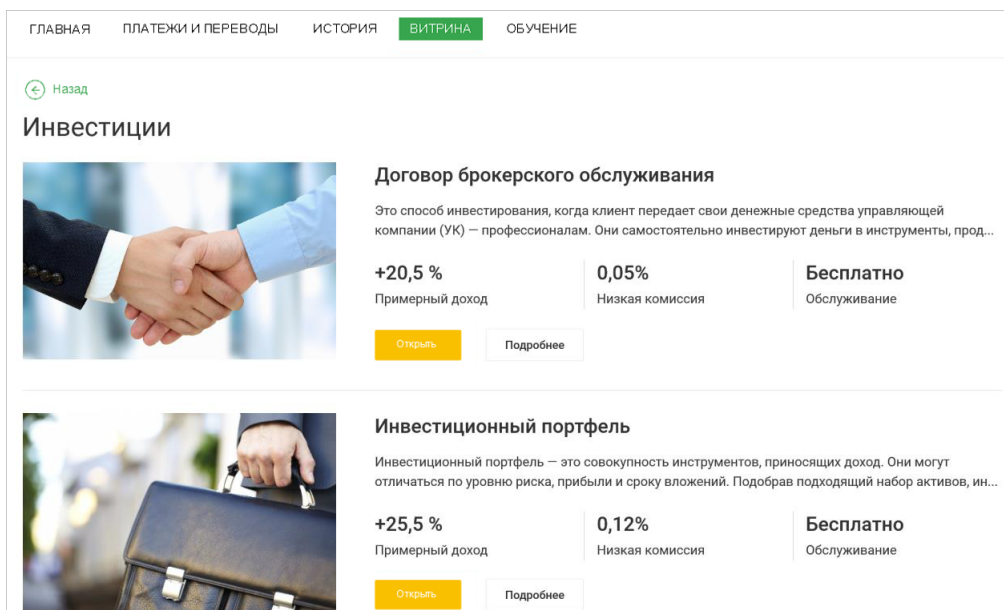 ГЛАВНАЯ ПЛАТЕЖИ И ПЕРЕВОДЫ ИСТОРИЯ ВИТРИНА ОБУЧЕНИЕ
Назад
Инвестиции
Договор брокерского обслуживания
Это способ инвестирования, когда клиент передает свои денежные средства управляющей
компании (УК) — профессионалам. Они самостоятельно инвестируют деньги в инструменты, прод...
+20,5 % 0,05% Бесплатно
Примерный доход Низкая комиссия Обслуживание
Открыть Подробнее
Инвестиционный портфель
Инвестиционный портфель — это совокупность инструментов, приносящих доход. Они могут
отличаться по уровню риска, прибыли и сроку вложений. Подобрав подходящий набор активов, ин...
+25,5 % 0,12% Бесплатно
Примерный доход Низкая комиссия Обслуживание
Открыть Подробнее